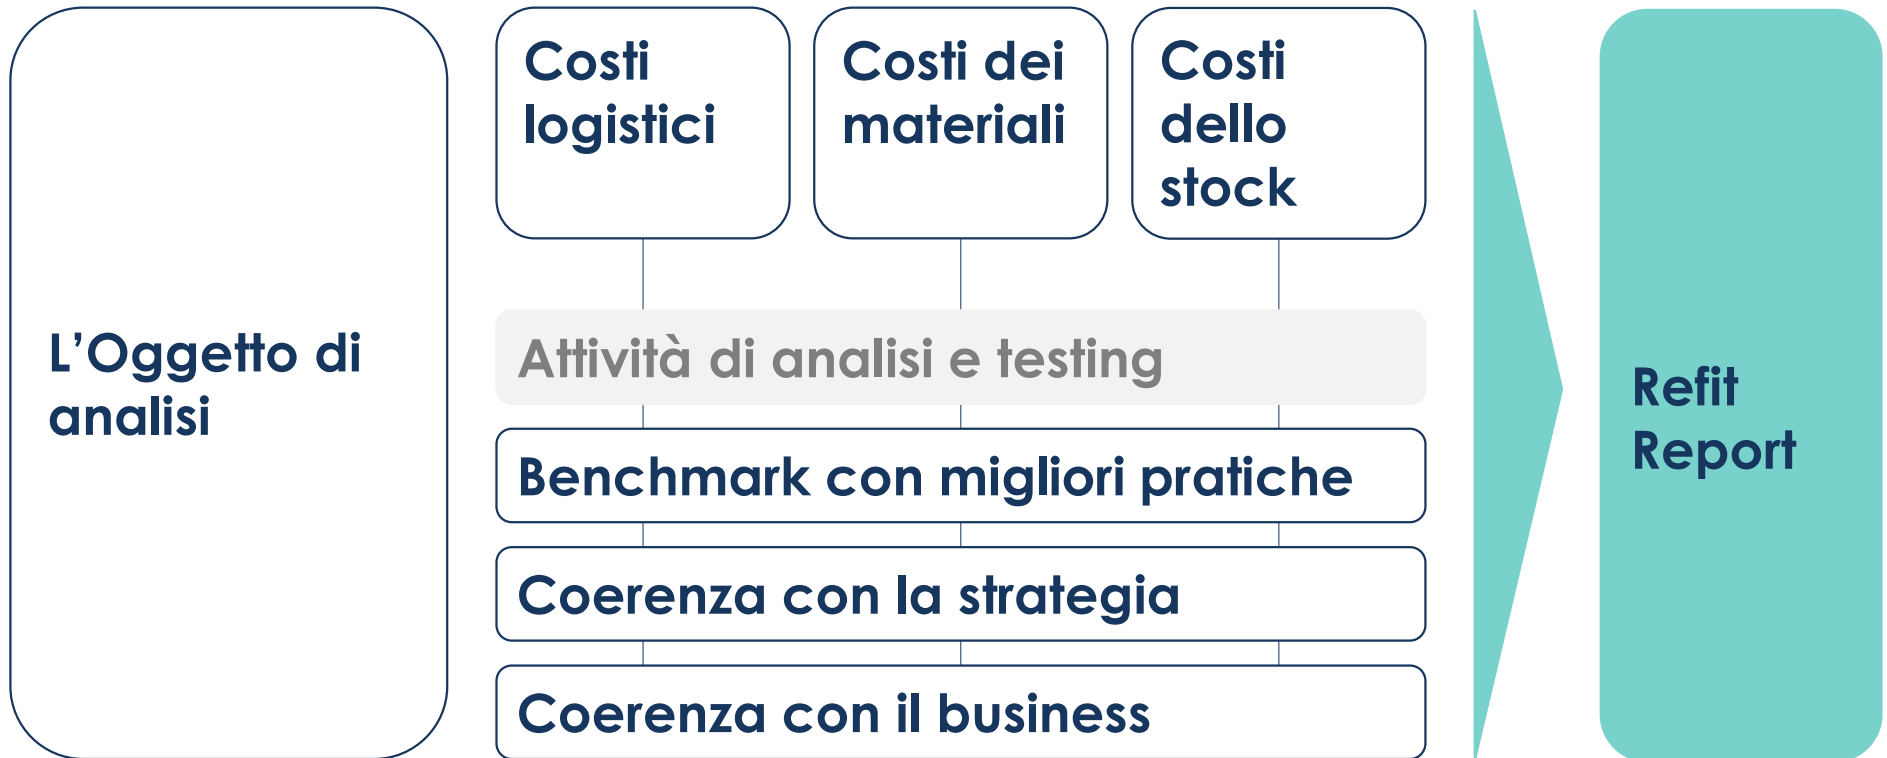 L’Oggetto di
analisi
Costi
logistici
Costi dei
materiali
Costi
dello
stock
Attività di analisi e testing
Benchmark con migliori pratiche
Coerenza con la strategia
Coerenza con il business
Refit
Report